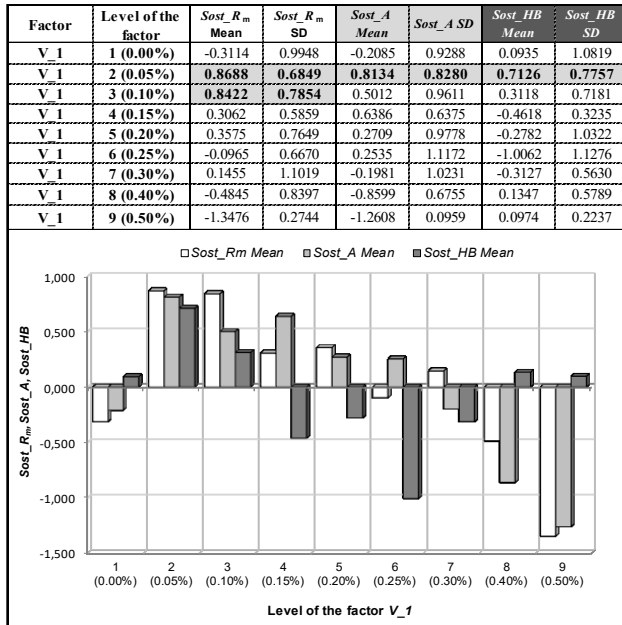 Factor Level of the factor Sost_Rm Mean Sost_Rm SD Sost_A Mean Sost_A SD Sost_HB Mean Sost_HB SD
V_1 1 (0.00%) -0.3114 0.9948 -0.2085 0.9288 0.0935 1.0819
V_1 2 (0.05%) 0.8688 0.6849 0.8134 0.8280 0.7126 0.7757
V_1 3 (0.10%) 0.8422 0.7854 0.5012 0.9611 0.3118 0.7181
V_1 4 (0.15%) 0.3062 0.5859 0.6386 0.6375 -0.4618 0.3235
V_1 5 (0.20%) 0.3575 0.7649 0.2709 0.9778 -0.2782 1.0322
V_1 6 (0.25%) -0.0965 0.6670 0.2535 1.1172 -1.0062 1.1276
V_1 7 (0.30%) 0.1455 1.1019 -0.1981 1.0231 -0.3127 0.5630
V_1 8 (0.40%) -0.4845 0.8397 -0.8599 0.6755 0.1347 0.5789
V_1 9 (0.50%) -1.3476 0.2744 -1.2608 0.0959 0.0974 0.2237
Sost_Rm Mean Sost_A Mean Sost_HB Mean
Sost_Rm, Sost_A, Sost_HB
1,000
0,500
0,000
-0,500
-1,000
-1,500
1 2 3 4 5 6 7 8 9
(0.00%) (0.05%) (0.10%) (0.15%) (0.20%) (0.25%) (0.30%) (0.40%) (0.50%)
Level of the factor V_1